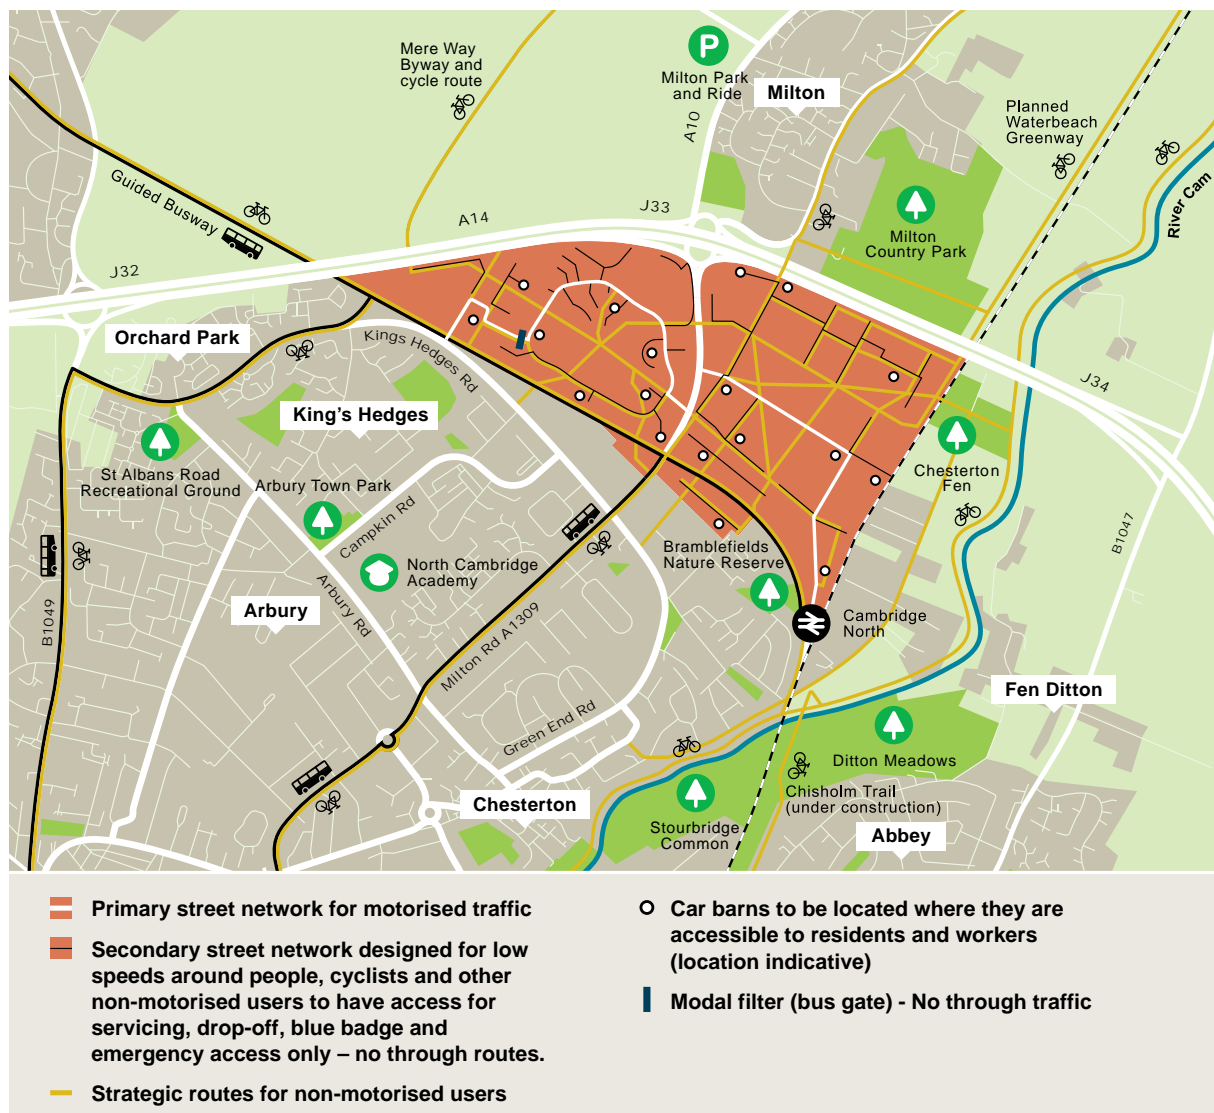 Mere Way
Byway and
cycle route
P
Milton Park
and Ride
Milton
A10
Planned
Waterbeach
Greenway
River Cam
Guided Busway
A14
J33
J32
Milton
Country Park
Orchard Park
Kings Hedges Rd
J34
King's Hedges
St Albans Road
Recreational Ground
Arbury Town Park
Campkin Rd
Chesterton
Fen
B1047
North Cambridge
Academy
Bramblefields
Nature Reserve
Arbury
Arbury Rd
B1049
Milton Rd A1309
Cambridge
North
Fen Ditton
Green End Rd
Ditton Meadows
Chisholm Trail
(under construction)
Chesterton
Stourbridge
Common
Abbey
Primary street network for motorised traffic
Secondary street network designed for low
speeds around people, cyclists and other
non-motorised users to have access for
servicing, drop-off, blue badge and
emergency access only – no through routes.
Strategic routes for non-motorised users
Car barns to be located where they are
accessible to residents and workers
(location indicative)
Modal filter (bus gate) - No through traffic